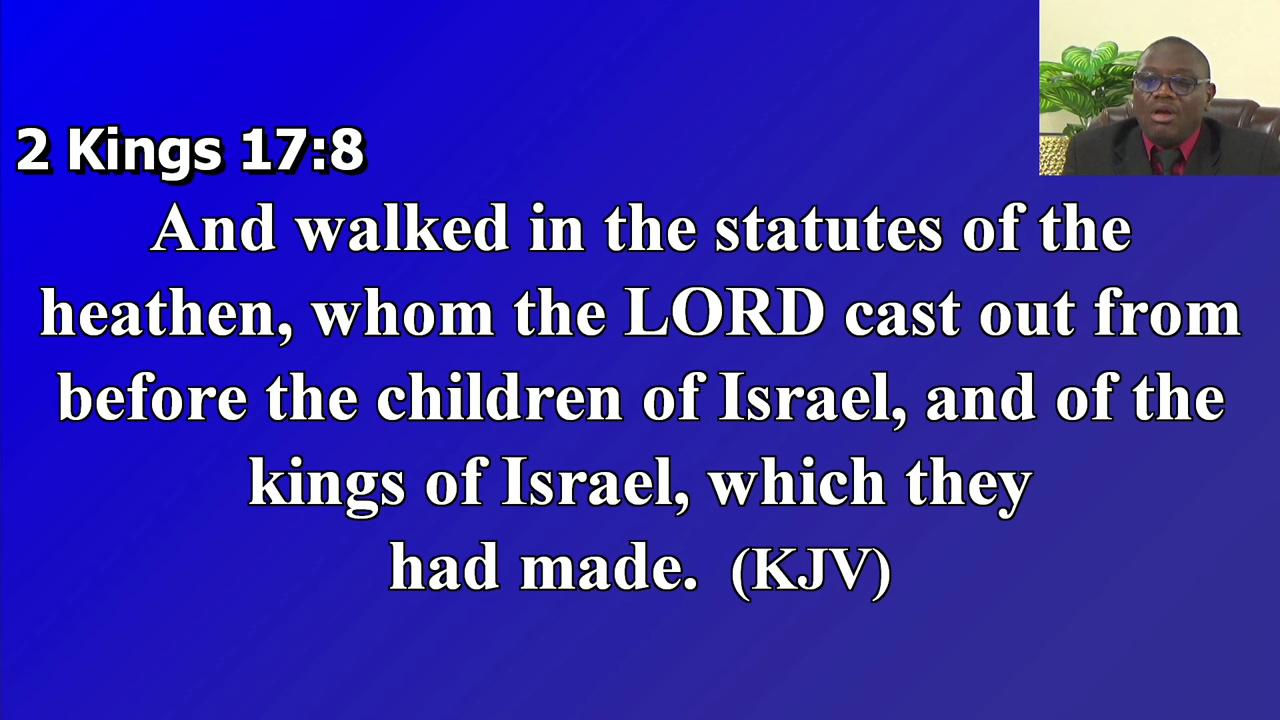 2 Kings 17:8
And walked in the statutes of the
heathen, whom the LORD cast out from
before the children of Israel, and of the
kings of Israel, which they
had made. (KJV)